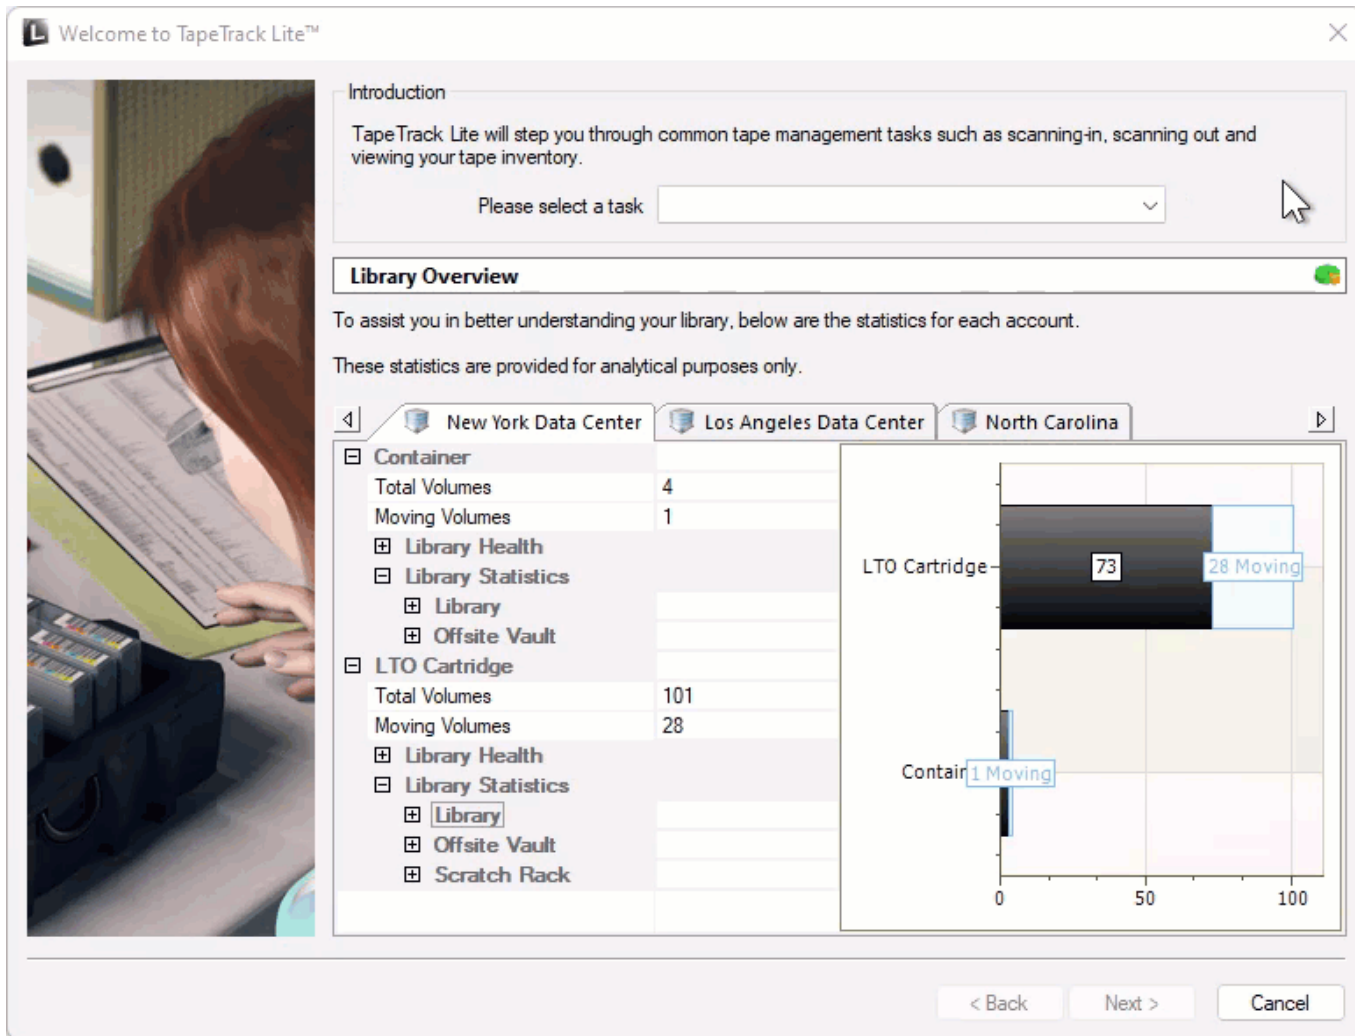 Welcome to TapeTrack Lite™
Introduction
TapeTrack Lite will step you through common tape management tasks such as scanning-in, scanning out and
viewing your tape inventory.
Please select a task
Library Overview
To assist you in better understanding your library, below are the statistics for each account.
These statistics are provided for analytical purposes only.
New York Data Center
Los Angeles Data Center
North Carolina
Container
Total Volumes 4
Moving Volumes 1
Library Health
Library Statistics
Library
Offsite Vault
LTO Cartridge
Total Volumes 101
Moving Volumes 28
Library Health
Library Statistics
Library
Offsite Vault
Scratch Rack
LTO Cartridge
73
28 Moving
1 Moving
0
50
100
< Back
Next >
Cancel